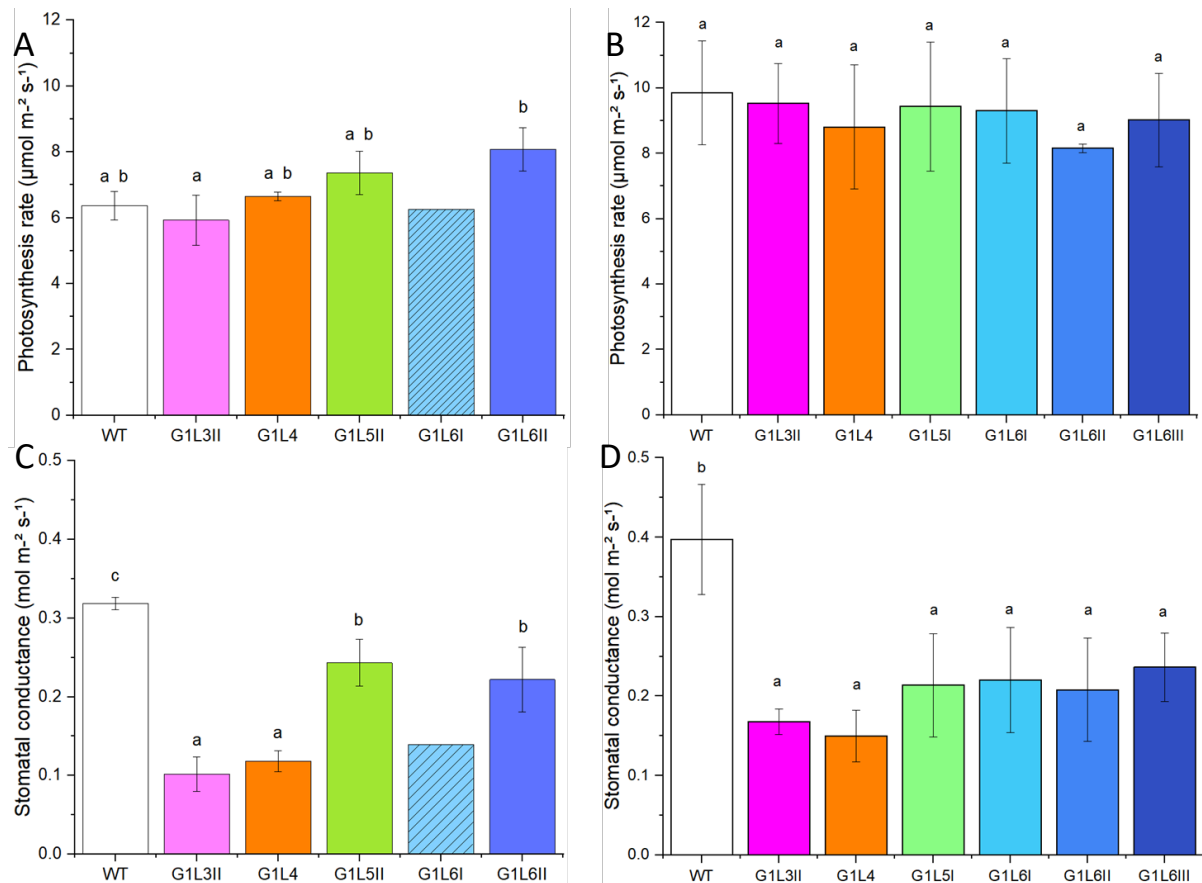 A
Photosynthesis rate (µmol m-² s-¹)
12
10
8
6
4
2
0
a b
a
a b
a b
b
WT
G1L3II
G1L4
G1L5II
G1L6I
G1L6II
B
Photosynthesis rate (µmol m-² s-¹)
12
10
8
6
4
2
0
a
a
a
a
a
a
a
WT
G1L3II
G1L4
G1L5I
G1L6I
G1L6II
G1L6III
C
Stomatal conductance (mol m-² s-¹)
0.5
0.4
0.3
0.2
0.1
0.0
c
a
a
b
b
WT
G1L3II
G1L4
G1L5II
G1L6I
G1L6II
D
Stomatal conductance (mol m-² s-¹)
0.5
0.4
0.3
0.2
0.1
0.0
b
a
a
a
a
a
a
WT
G1L3II
G1L4
G1L5I
G1L6I
G1L6II
G1L6III